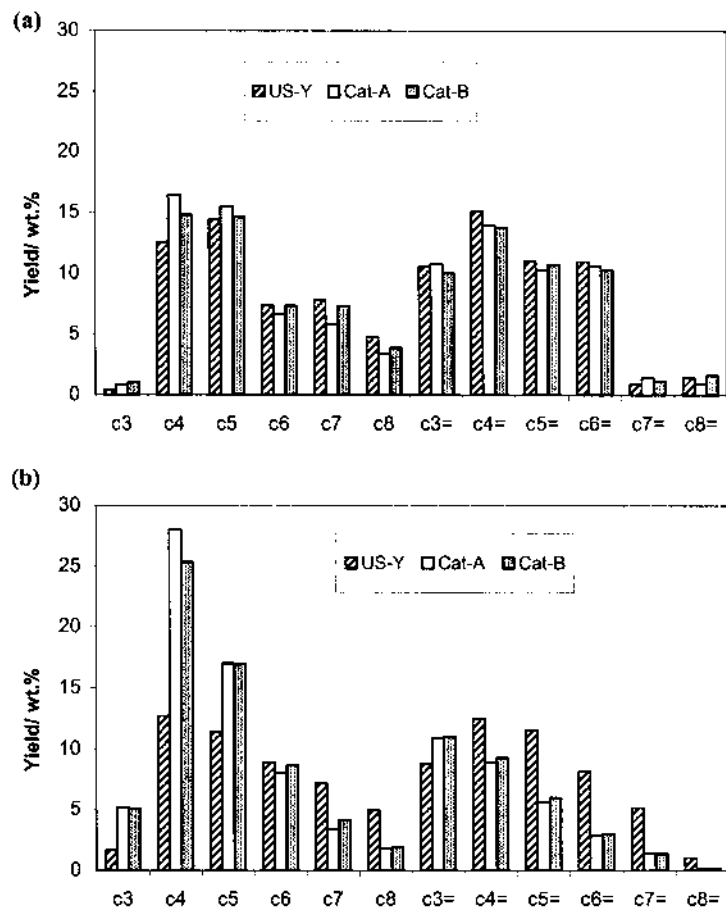 (a)
30
25
20
15
10
5
0
Yield/ wt.%
US-Y Cat-A Cat-B
c3 c4 c5 c6 c7 c8 c3= c4= c5= c6= c7= c8=
(b)
30
25
20
15
10
5
0
Yield/ wt.%
US-Y Cat-A Cat-B
c3 c4 c5 c6 c7 c8 c3= c4= c5= c6= c7= c8=